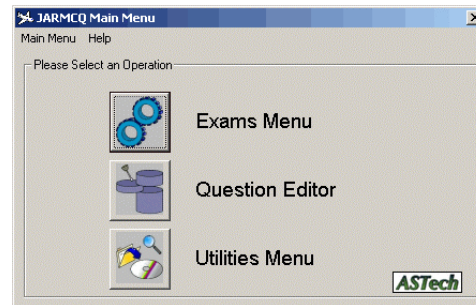 JARMCQ Main Menu
Main Menu Help
Please Select an Operation
Exams Menu
Question Editor
Utilities Menu
ASTech